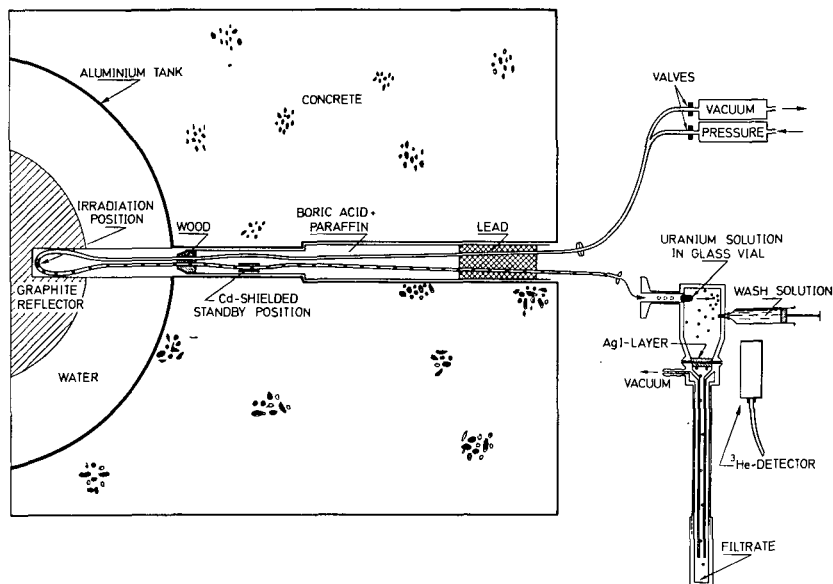 ALUMINIUM TANK
CONCRETE
VALVES
VACUUM
PRESSURE
IRRADIATION
POSITION
WOOD
BORIC ACID +
PARAFFIN
LEAD
URANIUM SOLUTION
IN GLASS VIAL
GRAPHITE
REFLECTOR
Cd-SHIELDED
STANDBY POSITION
WASH SOLUTION
AgI-LAYER
WATER
VACUUM
³He-DETECTOR
FILTRATE